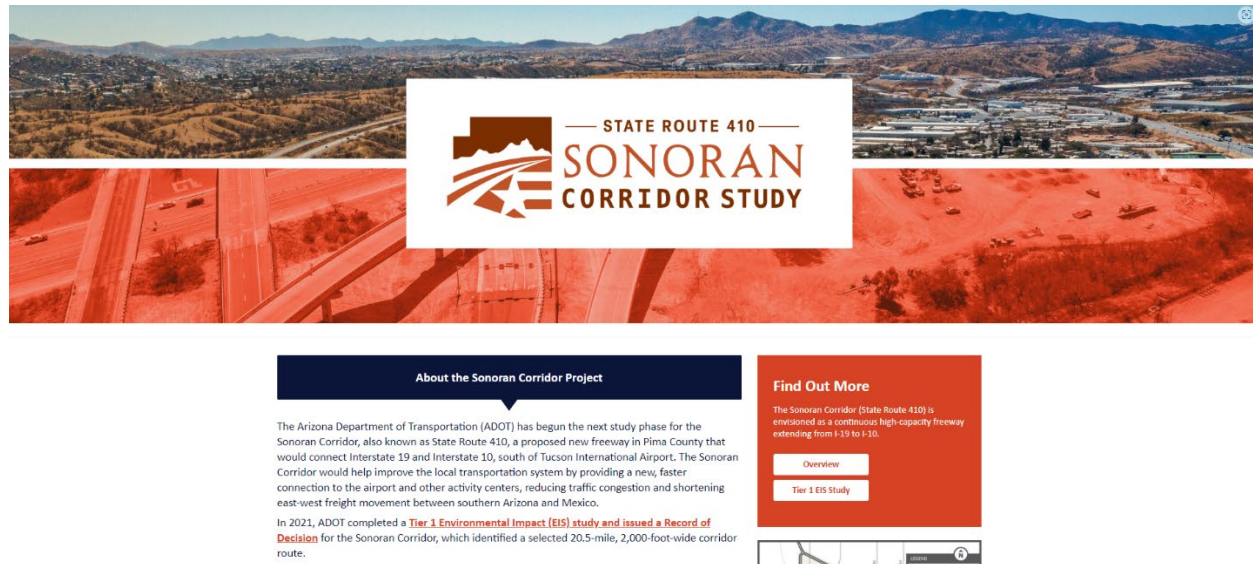 STATE ROUTE 410
SONORAN
CORRIDOR STUDY
About the Sonoran Corridor Project
The Arizona Department of Transportation (ADOT) has begun the next study phase for the
Sonoran Corridor, also known as State Route 410, a proposed new freeway in Pima County that
would connect Interstate 19 and Interstate 10, south of Tucson International Airport. The Sonoran
Corridor would help improve the local transportation system by providing a new, faster
connection to the airport and other activity centers, reducing traffic congestion and shortening
east-west freight movement between southern Arizona and Mexico.
In 2021, ADOT completed a Tier 1 Environmental Impact (EIS) study and issued a Record of
Decision for the Sonoran Corridor, which identified a selected 20.5-mile, 2,000-foot-wide corridor
route.
Find Out More
The Sonoran Corridor (State Route 410) is
envisioned as a continuous high-capacity freeway
extending from I-19 to I-10.
Overview
Tier 1 EIS Study
LEGEND
N